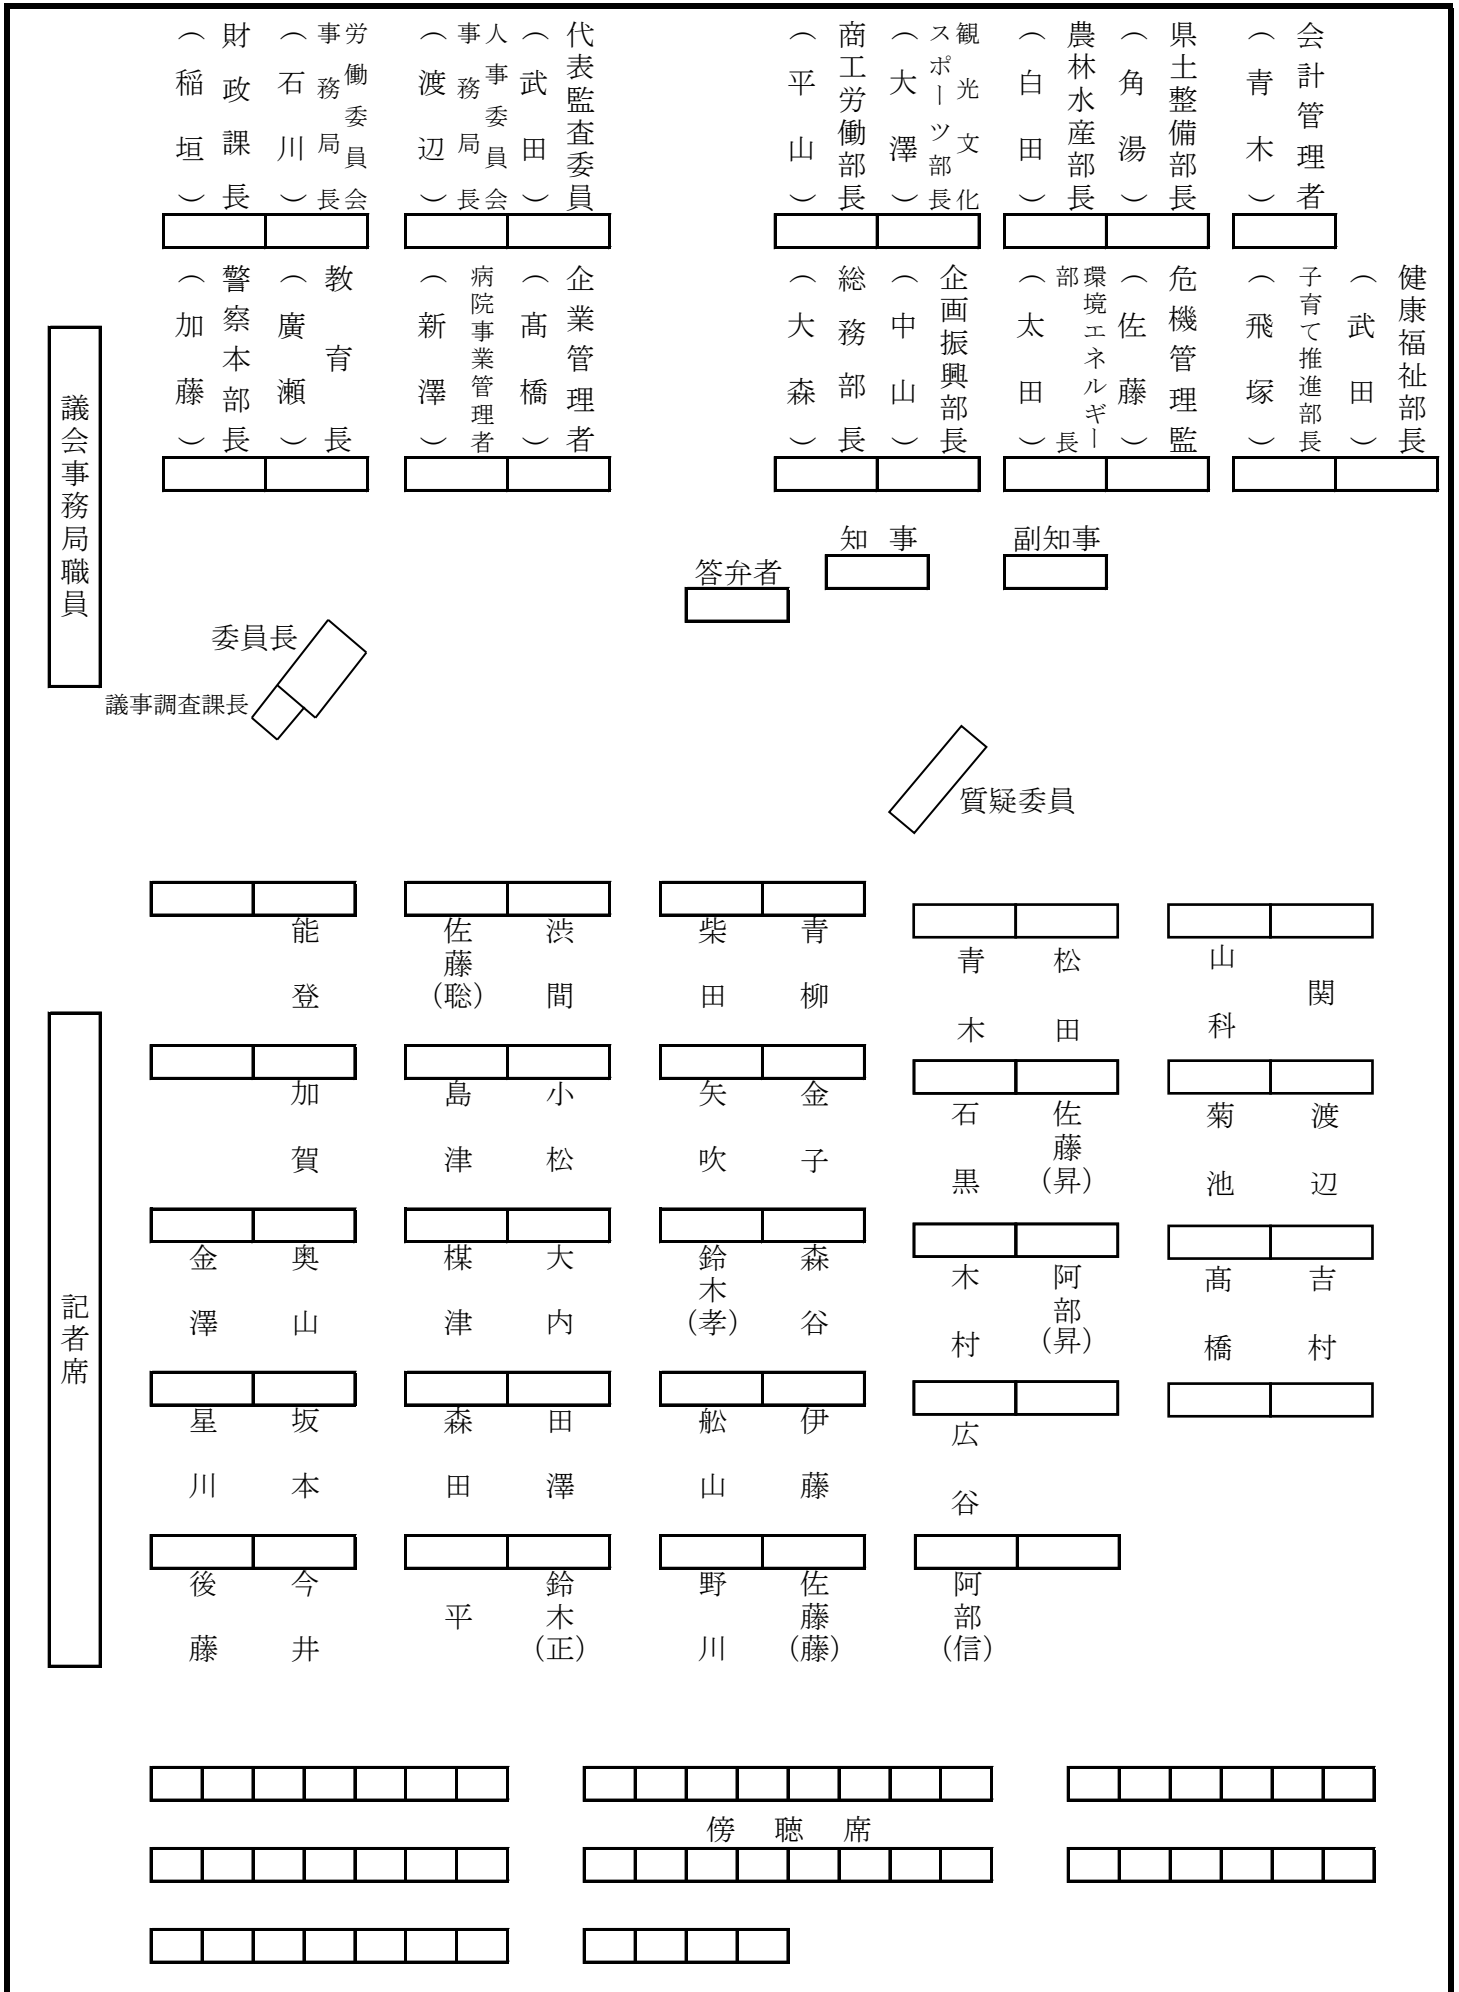 財政課長
（稲垣）
労働委員会
事務局長
（石川）
人事委員会
事務局長
（渡辺）
代表監査委員
（武田）
商工労働部長
（平山）
観光文化
スポーツ部長
（大澤）
農林水産部長
（白田）
県土整備部長
（角湯）
会計管理者
（青木）
警察本部長
（加藤）
教育長
（廣瀬）
病院事業管理者
（新澤）
企業管理者
（髙橋）
総務部長
（大森）
企画振興部長
（中山）
環境エネルギー
部長
（太田）
危機管理監
（佐藤）
子育て推進部長
（飛塚）
健康福祉部長
（武田）
議会事務局職員
知事
副知事
答弁者
委員長
議事調査課長
質疑委員
能登
佐藤(聡)
渋間
柴田
青柳
青木
松田
山科
関
加賀
島津
小松
矢吹
金子
石黒
佐藤(昇)
菊池
渡辺
記者席
金澤
奥山
楳津
大内
鈴木(孝)
森谷
木村
阿部(昇)
髙橋
吉村
星川
坂本
森田
田澤
舩山
伊藤
広谷
後藤
今井
平
鈴木(正)
野川
佐藤(藤)
阿部(信)
傍聴席